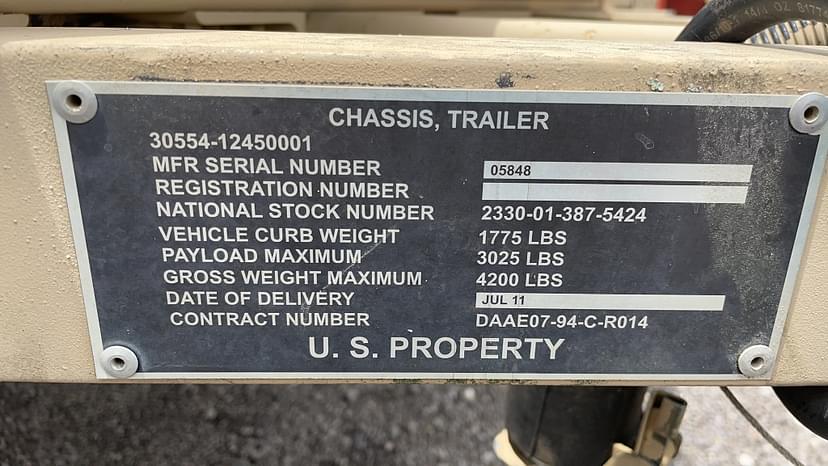 CHASSIS, TRAILER
30554-12450001
MFR SERIAL NUMBER 05848
REGISTRATION NUMBER
NATIONAL STOCK NUMBER 2330-01-387-5424
VEHICLE CURB WEIGHT 1775 LBS
PAYLOAD MAXIMUM 3025 LBS
GROSS WEIGHT MAXIMUM 4200 LBS
DATE OF DELIVERY JUL 11
CONTRACT NUMBER DAAE07-94-C-R014
U. S. PROPERTY